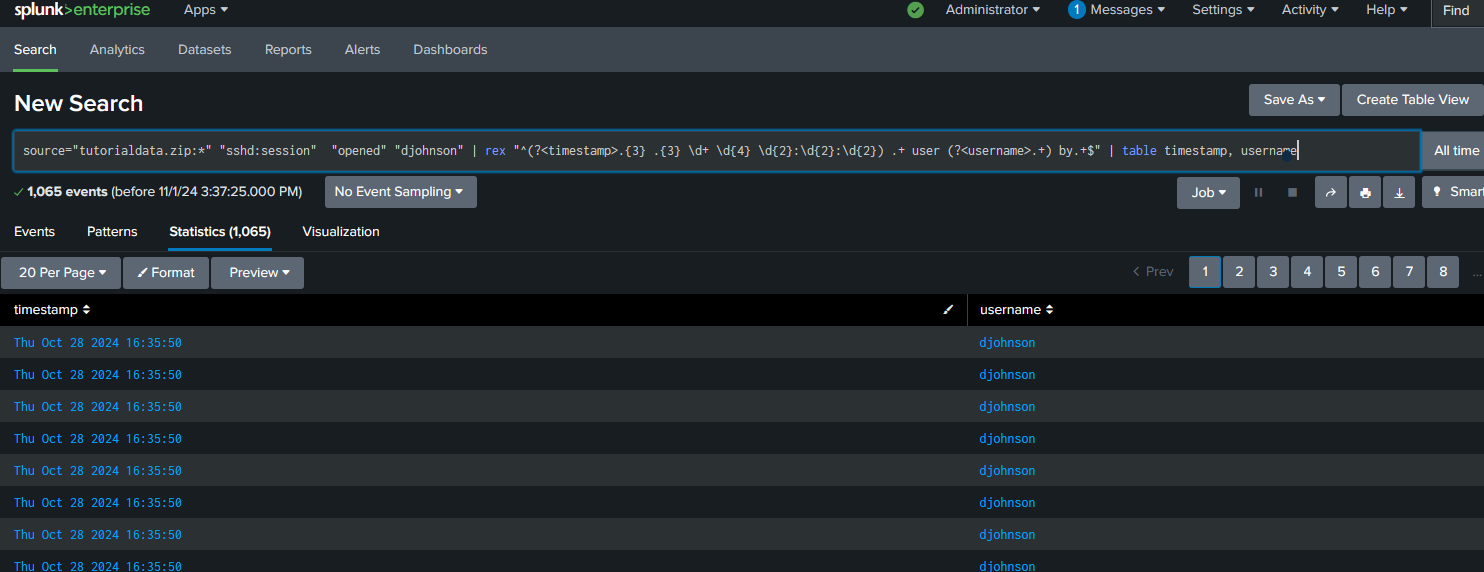 splunk>enterprise Apps Administrator 1 Messages Settings Activity Help Find
Search Analytics Datasets Reports Alerts Dashboards
New Search
Save As Create Table View
source="tutorialdata.zip:*" "sshd:session"  "opened" "djohnson" | rex "^(?<timestamp>.{3} .{3} \d+ \d{4} \d{2}:\d{2}:\d{2}) .+ user (?<username>.+) by.+$" | table timestamp, username
All time
1,065 events (before 11/1/24 3:37:25.000 PM) No Event Sampling Job Smart
Events Patterns Statistics (1,065) Visualization
20 Per Page Format Preview < Prev 1 2 3 4 5 6 7 8 ...
timestamp username
Thu Oct 28 2024 16:35:50 djohnson
Thu Oct 28 2024 16:35:50 djohnson
Thu Oct 28 2024 16:35:50 djohnson
Thu Oct 28 2024 16:35:50 djohnson
Thu Oct 28 2024 16:35:50 djohnson
Thu Oct 28 2024 16:35:50 djohnson
Thu Oct 28 2024 16:35:50 djohnson
Thu Oct 28 2024 16:35:50 djohnson